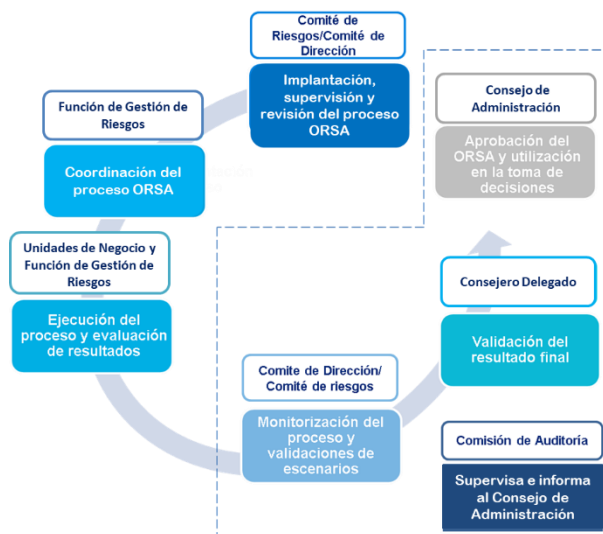 Comité de
Riesgos/Comité de
Dirección
Implantación,
supervisión y
revisión del proceso
ORSA
Función de Gestión de
Riesgos
Coordinación del
proceso ORSA
Unidades de Negocio y
Función de Gestión de
Riesgos
Ejecución del
proceso y evaluación
de resultados
Comite de Dirección/
Comité de riesgos
Monitorización del
proceso y
validaciones de
escenarios
Consejo de
Administración
Aprobación del
ORSA y utilización
en la toma de
decisiones
Consejero Delegado
Validación del
resultado final
Comisión de Auditoría
Supervisa e informa
al Consejo de
Administración